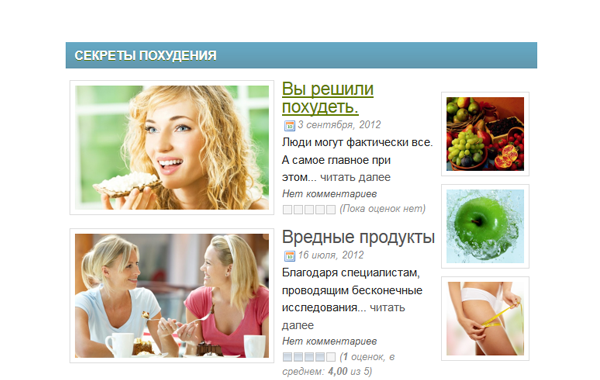 СЕКРЕТЫ ПОХУДЕНИЯ
Вы решили
похудеть.
3 сентября, 2012
Люди могут фактически все.
А самое главное при
этом... читать далее
Нет комментариев
(Пока оценок нет)
Вредные продукты
16 июля, 2012
Благодаря специалистам,
проводящим бесконечные
исследования... читать
далее
Нет комментариев
(1 оценок, в
среднем: 4,00 из 5)